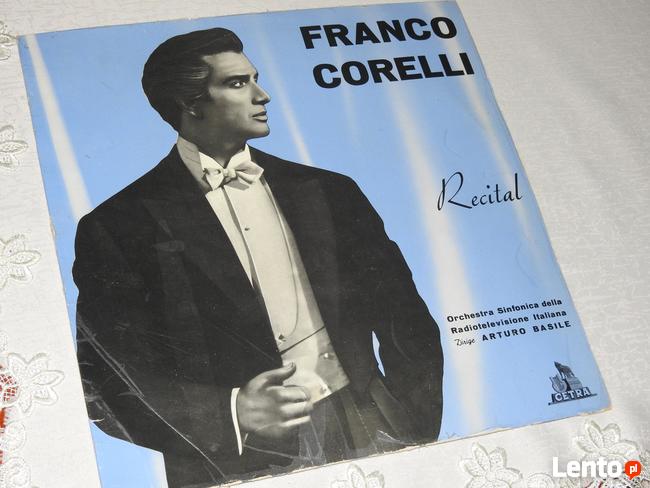 FRANCO
CORELLI
Recital
Orchestra Sinfonica della
Radiotelevisione Italiana
Dirige ARTURO BASILE
CETRA
Lento.pl